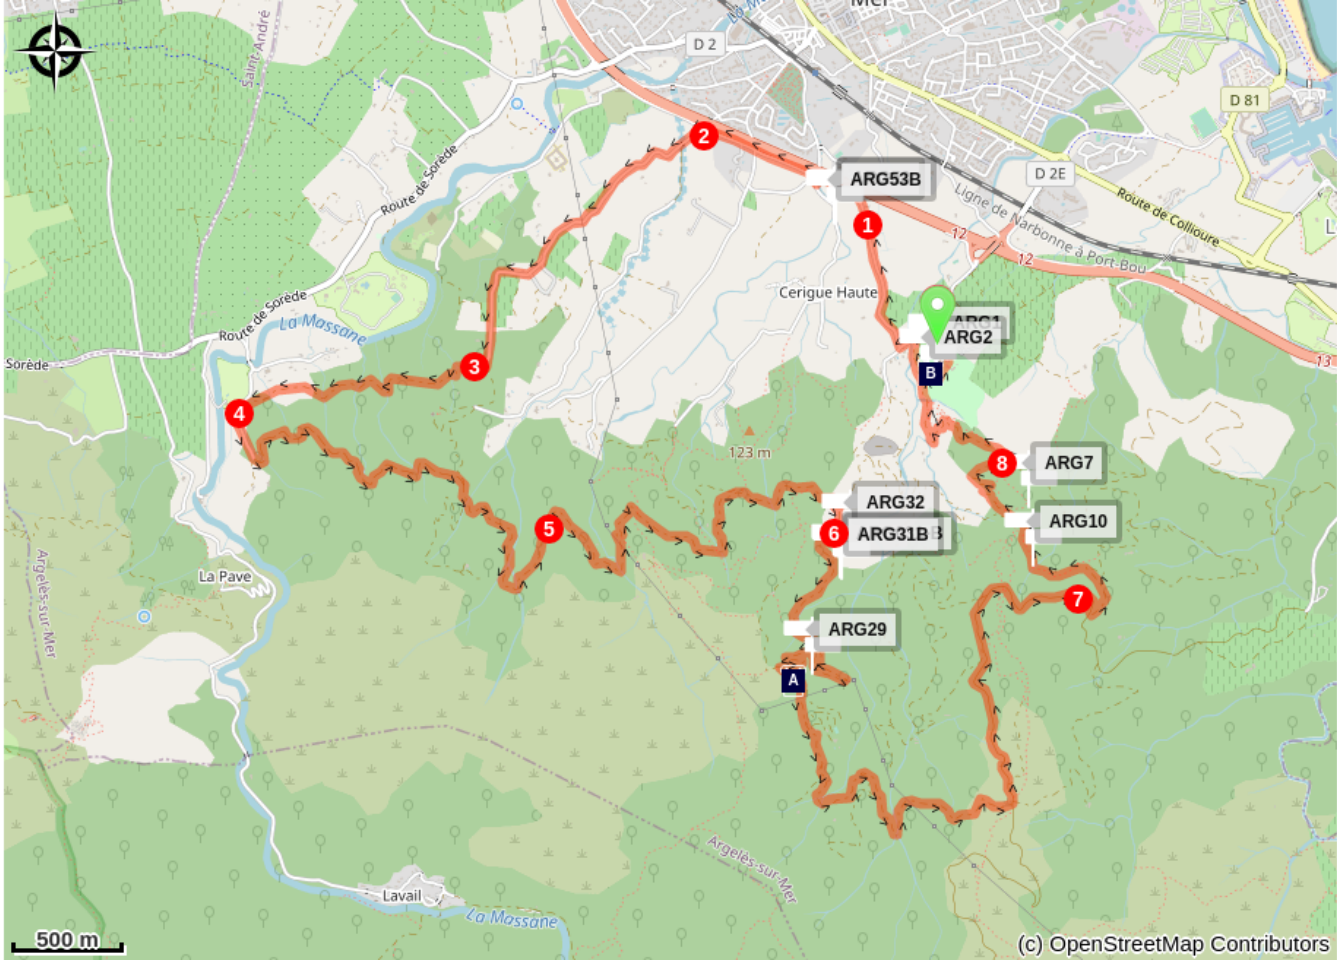 Mer
La Mas
D 2
Saint-André
D 81
2
ARG53B
D 2E
Route de Sorède
Ligne de Narbonne à Port-Bou
Route de Collioure
L
1
12
12
Cerigue Haute
Route de Sorède
La Massane
ARG1
ARG2
13
Sorède
3
B
4
123 m
8
ARG7
ARG32
ARG10
5
6
ARG31B
B
La Pave
Argelès-sur-Mer
7
ARG29
A
Argelès-sur-Mer
Lavail
La Massane
500 m
(c) OpenStreetMap Contributors